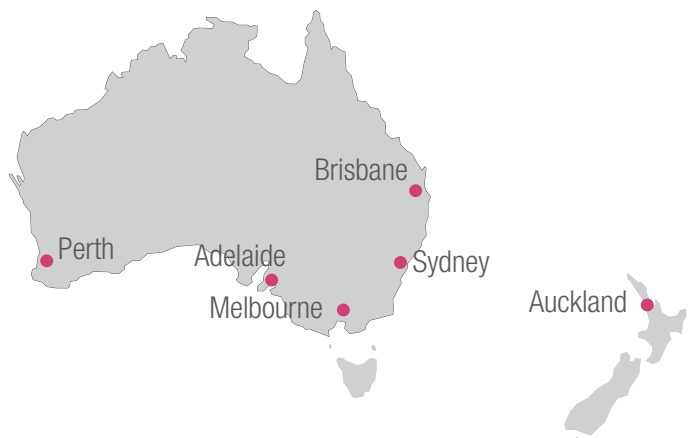 Brisbane
Perth
Adelaide
Sydney
Melbourne
Auckland